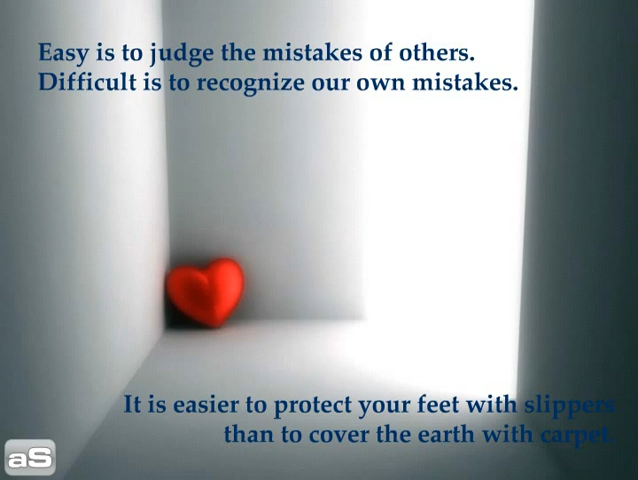 Easy is to judge the mistakes of others.
Difficult is to recognize our own mistakes.
It is easier to protect your feet with slippers
than to cover the earth with carpet.
aS